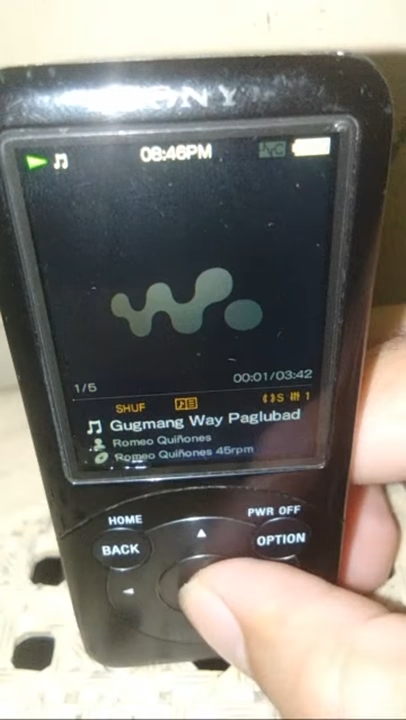 SONY
08:46PM
1/5 00:01/03:42
SHUF S 1
Gugmang Way Paglubad
Romeo Quiñones
Romeo Quiñones 45rpm
HOME PWR OFF
BACK OPTION